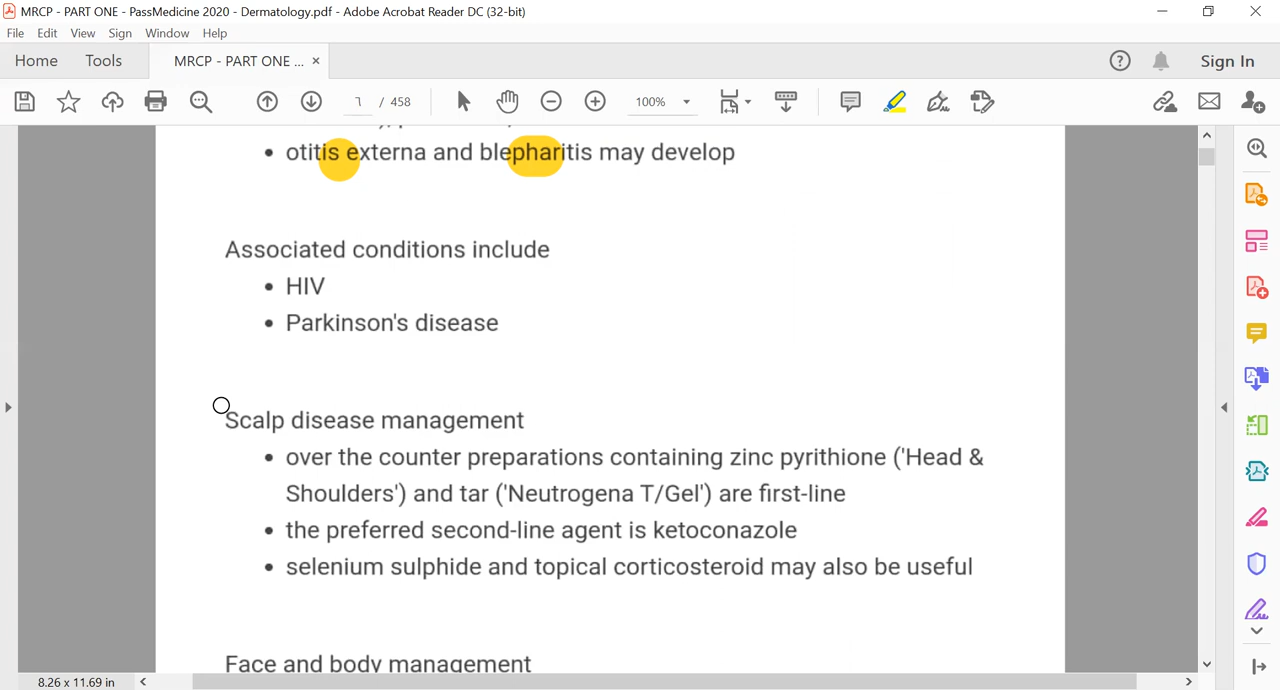 MRCP - PART ONE - PassMedicine 2020 - Dermatology.pdf - Adobe Acrobat Reader DC (32-bit)
File Edit View Sign Window Help
Home Tools MRCP - PART ONE ... × Sign In
/ 458 100%
• otitis externa and blepharitis may develop
Associated conditions include
• HIV
• Parkinson's disease
Scalp disease management
• over the counter preparations containing zinc pyrithione ('Head &
Shoulders') and tar ('Neutrogena T/Gel') are first-line
• the preferred second-line agent is ketoconazole
• selenium sulphide and topical corticosteroid may also be useful
Face and body management
8.26 x 11.69 in